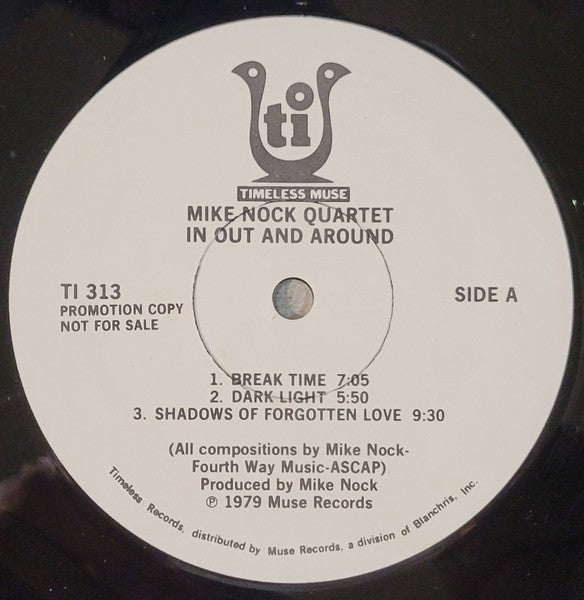 ti
TIMELESS MUSE
MIKE NOCK QUARTET
IN OUT AND AROUND
TI 313
PROMOTION COPY
NOT FOR SALE
SIDE A
1. BREAK TIME 7:05
2. DARK LIGHT 5:50
3. SHADOWS OF FORGOTTEN LOVE 9:30
(All compositions by Mike Nock-
Fourth Way Music-ASCAP)
Produced by Mike Nock
℗ 1979 Muse Records
Timeless Records, distributed by Muse Records, a division of Blanchris, Inc.